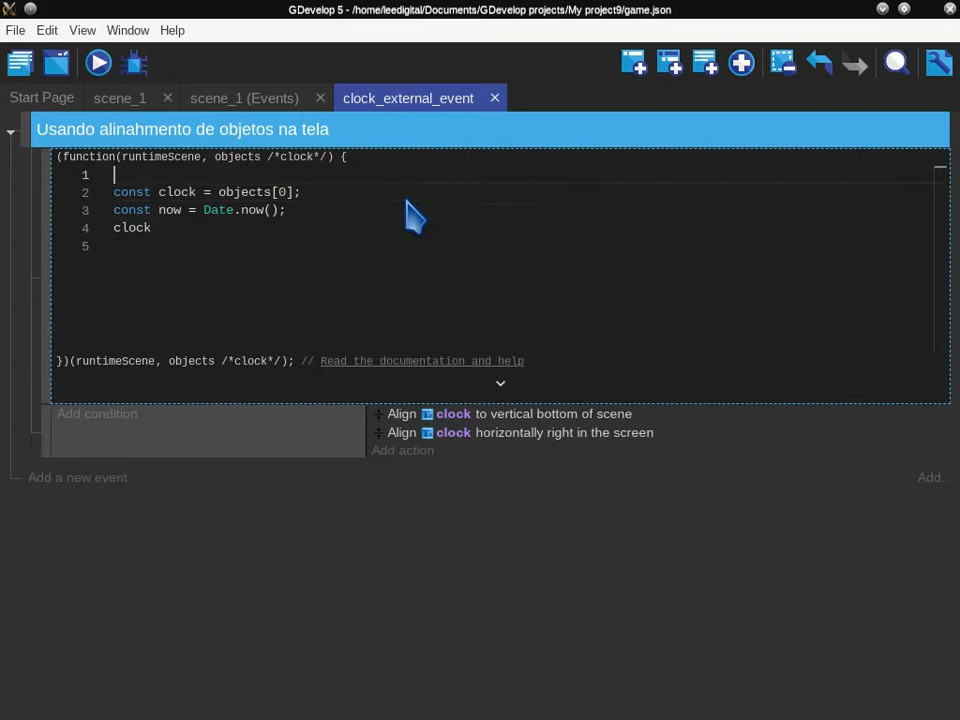 GDevelop 5 - /home/leedigital/Documents/GDevelop projects/My project9/game.json
File Edit View Window Help
Start Page scene_1 scene_1 (Events) clock_external_event
Usando alinahmento de objetos na tela
(function(runtimeScene, objects /*clock*/) {
1
2 const clock = objects[0];
3 const now = Date.now();
4 clock
5
})(runtimeScene, objects /*clock*/); // Read the documentation and help
Add condition
Align clock to vertical bottom of scene
Align clock horizontally right in the screen
Add action
Add a new event Add...